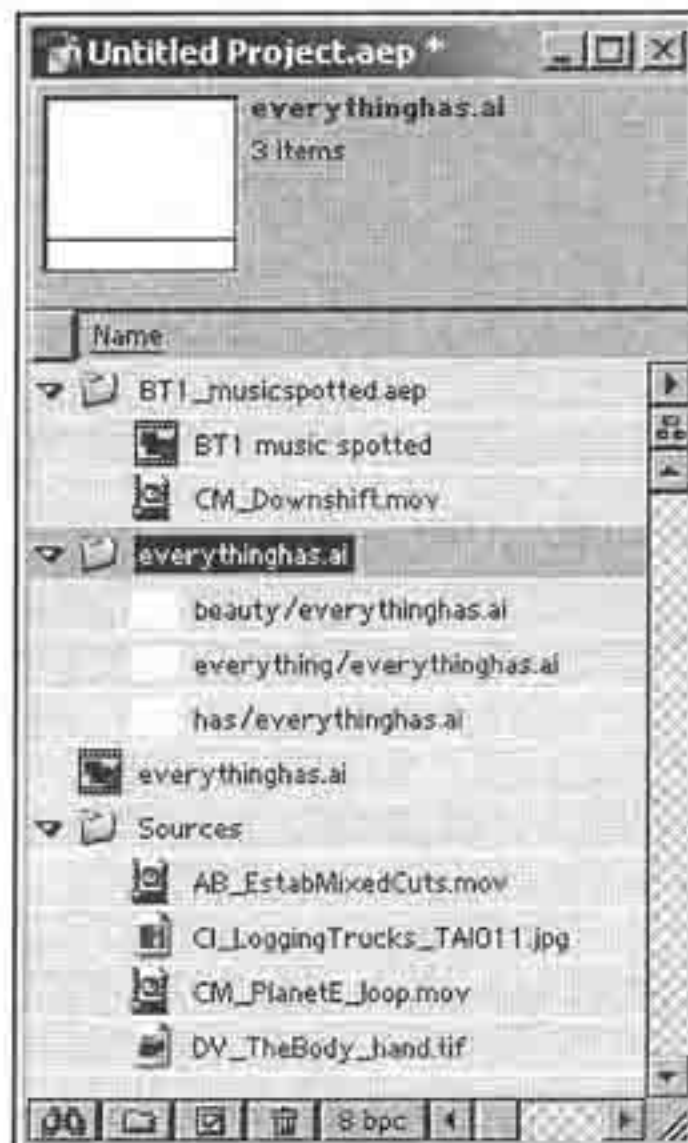 Untitled Project.aep *
everythinghas.ai
3 items
Name
BT1_musicspotted.aep
BT1 music spotted
CM_Downshift.mov
everythinghas.ai
beauty/everythinghas.ai
everything/everythinghas.ai
has/everythinghas.ai
everythinghas.ai
Sources
AB_EstabMixedCuts.mov
CI_LoggingTrucks_TAI011.jpg
CM_PlanetE_loop.mov
DV_TheBody_hand.tif
8 bpc